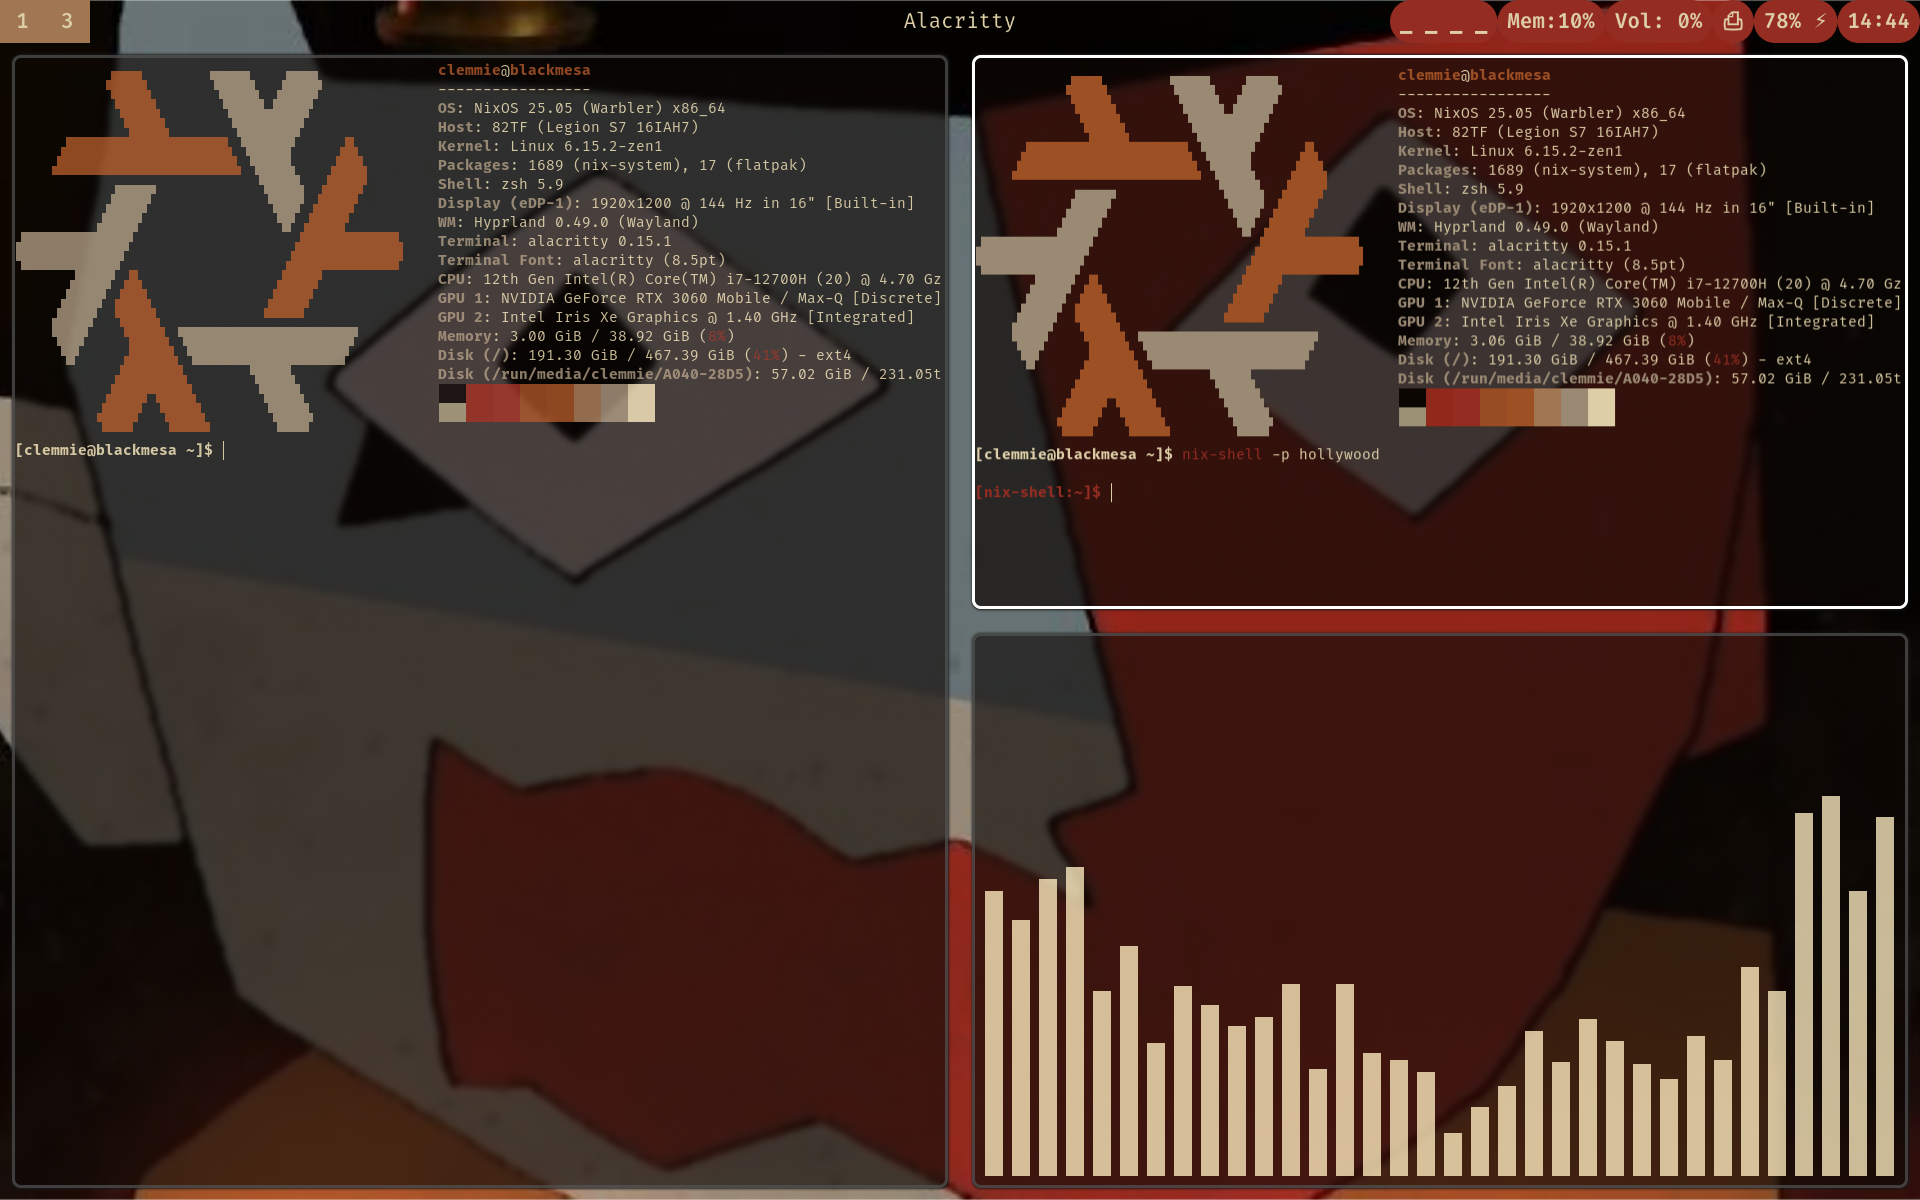 1 3 Alacritty _ _ _ _ Mem:10% Vol: 0% 78% ⚡ 14:44
clemmie@blackmesa
-----------------
OS: NixOS 25.05 (Warbler) x86_64
Host: 82TF (Legion S7 16IAH7)
Kernel: Linux 6.15.2-zen1
Packages: 1689 (nix-system), 17 (flatpak)
Shell: zsh 5.9
Display (eDP-1): 1920x1200 @ 144 Hz in 16" [Built-in]
WM: Hyprland 0.49.0 (Wayland)
Terminal: alacritty 0.15.1
Terminal Font: alacritty (8.5pt)
CPU: 12th Gen Intel(R) Core(TM) i7-12700H (20) @ 4.70 Gz
GPU 1: NVIDIA GeForce RTX 3060 Mobile / Max-Q [Discrete]
GPU 2: Intel Iris Xe Graphics @ 1.40 GHz [Integrated]
Memory: 3.00 GiB / 38.92 GiB (8%)
Disk (/): 191.30 GiB / 467.39 GiB (41%) - ext4
Disk (/run/media/clemmie/A040-28D5): 57.02 GiB / 231.05t
[clemmie@blackmesa ~]$
clemmie@blackmesa
-----------------
OS: NixOS 25.05 (Warbler) x86_64
Host: 82TF (Legion S7 16IAH7)
Kernel: Linux 6.15.2-zen1
Packages: 1689 (nix-system), 17 (flatpak)
Shell: zsh 5.9
Display (eDP-1): 1920x1200 @ 144 Hz in 16" [Built-in]
WM: Hyprland 0.49.0 (Wayland)
Terminal: alacritty 0.15.1
Terminal Font: alacritty (8.5pt)
CPU: 12th Gen Intel(R) Core(TM) i7-12700H (20) @ 4.70 Gz
GPU 1: NVIDIA GeForce RTX 3060 Mobile / Max-Q [Discrete]
GPU 2: Intel Iris Xe Graphics @ 1.40 GHz [Integrated]
Memory: 3.06 GiB / 38.92 GiB (8%)
Disk (/): 191.30 GiB / 467.39 GiB (41%) - ext4
Disk (/run/media/clemmie/A040-28D5): 57.02 GiB / 231.05t
[clemmie@blackmesa ~]$ nix-shell -p hollywood
[nix-shell:~]$